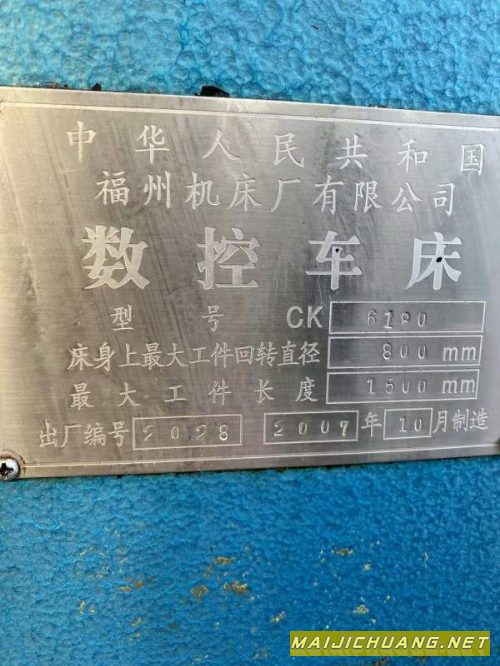 中华人民共和国
福州机床厂有限公司
数控车床
型号 CK 6180
床身上最大工件回转直径 800 mm
最大工件长度 1500 mm
出厂编号 2028 2007 年 10 月制造
MAIJICHUANG.NET